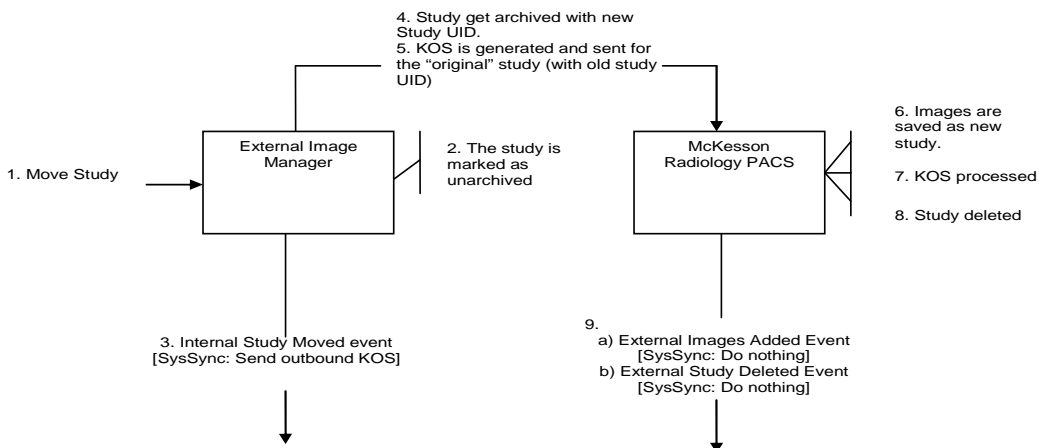 4. Study get archived with new
Study UID.
5. KOS is generated and sent for
the “original” study (with old study
UID)
1. Move Study
External Image
Manager
2. The study is
marked as
unarchived
McKesson
Radiology PACS
6. Images are
saved as new
study.
7. KOS processed
8. Study deleted
3. Internal Study Moved event
[SysSync: Send outbound KOS]
9.
a) External Images Added Event
[SysSync: Do nothing]
b) External Study Deleted Event
[SysSync: Do nothing]